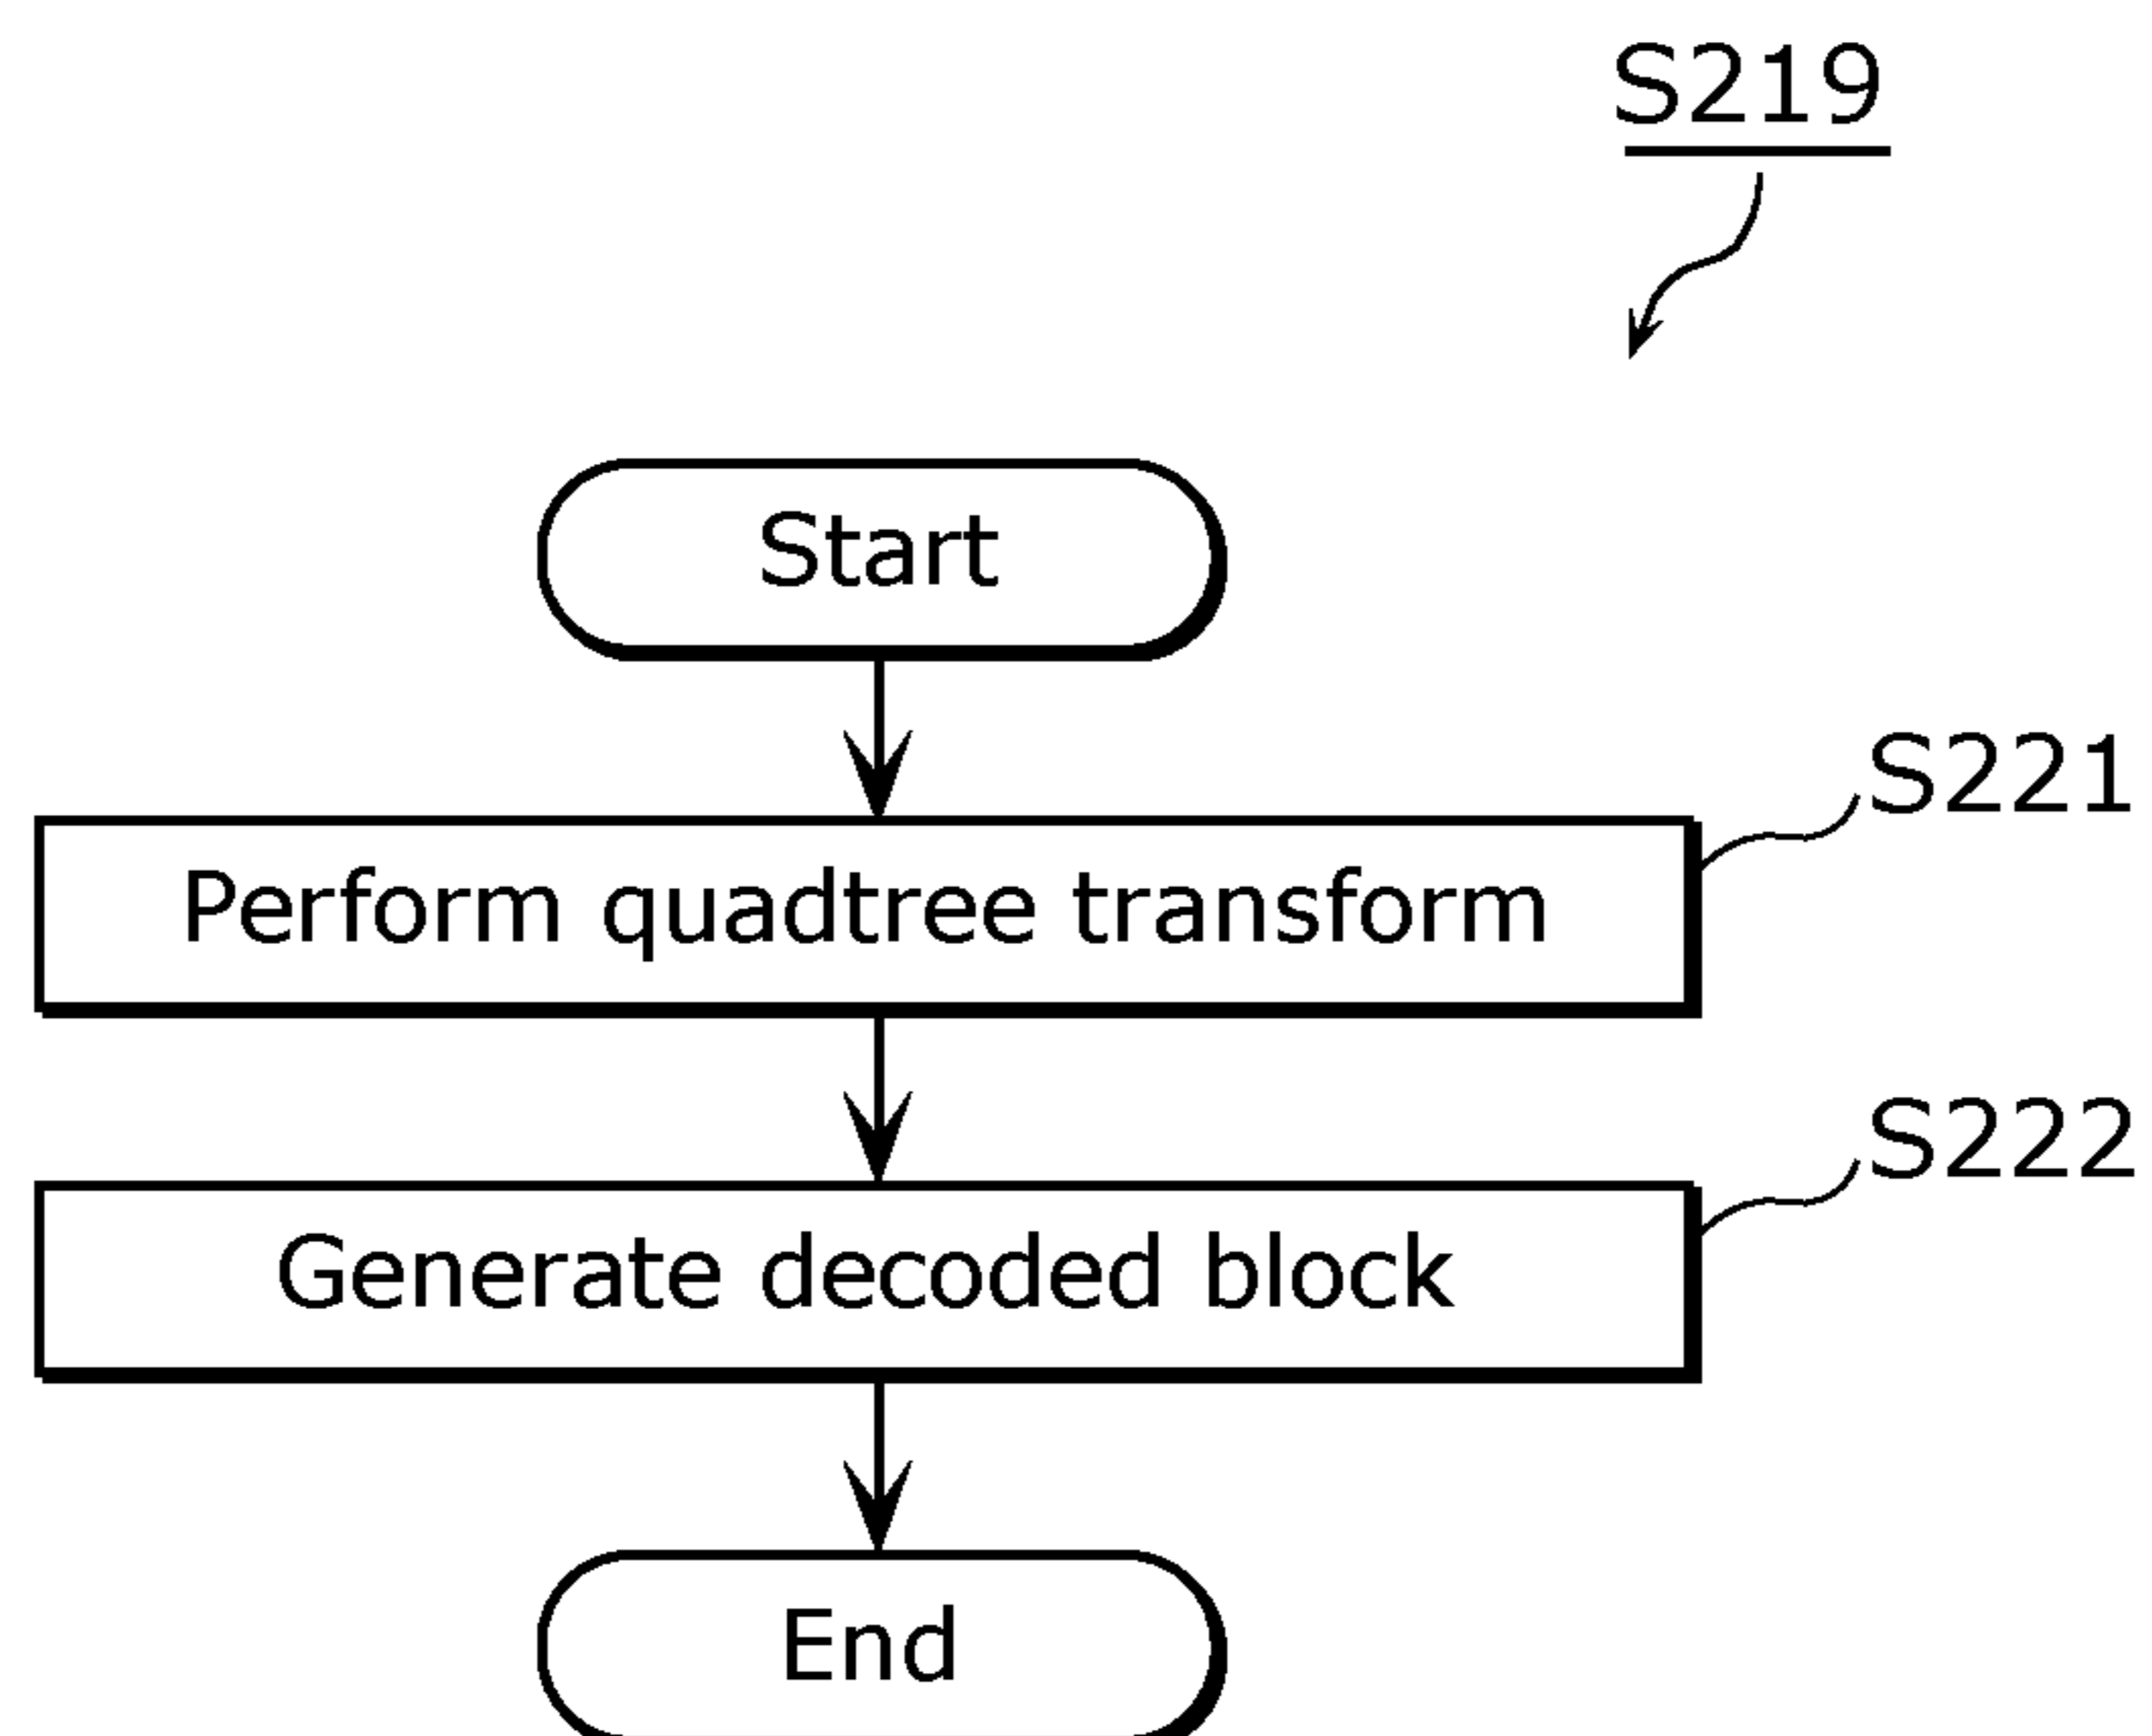 S219
Start
S221
Perform quadtree transform
S222
Generate decoded block
End